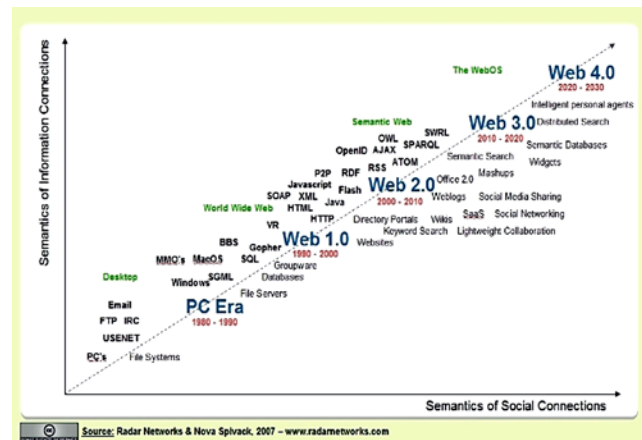 Semantics of Information Connections
The WebOS
Web 4.0
2020 - 2030
Intelligent personal agents
Semantic Web
SWRL
Web 3.0
2010 - 2020
Distributed Search
OWL
OpenID AJAX SPARQL
Semantic Databases
ATOM
Semantic Search
Widgets
P2P RDF RSS
Mashups
Javascript Flash
Web 2.0
2000 - 2010
Office 2.0
SOAP XML Java
Weblogs Social Media Sharing
World Wide Web
HTML
HTTP
Directory Portals Wikis SaaS Social Networking
VR
Keyword Search Lightweight Collaboration
BBS
Gopher
Web 1.0
1990 - 2000
Websites
MMO's MacOS SQL
Groupware
Desktop
SGML
Databases
Windows
File Servers
Email
PC Era
1980 - 1990
FTP IRC
USENET
PC's File Systems
Semantics of Social Connections
Source: Radar Networks & Nova Spivack, 2007 – www.radarnetworks.com